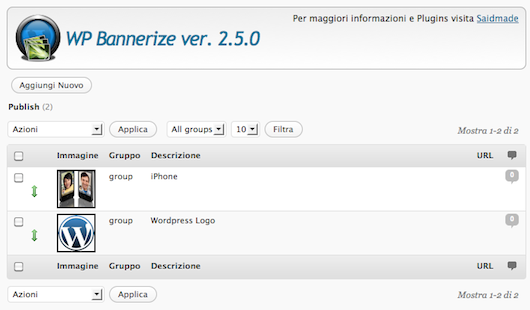 Per maggiori informazioni e Plugins visita Saidmade
WP Bannerize ver. 2.5.0
Aggiungi Nuovo
Publish (2)
Azioni Applica All groups 10 Filtra Mostra 1-2 di 2
Immagine Gruppo Descrizione URL
group iPhone 0
group Wordpress Logo 0
Immagine Gruppo Descrizione URL
Azioni Applica Mostra 1-2 di 2